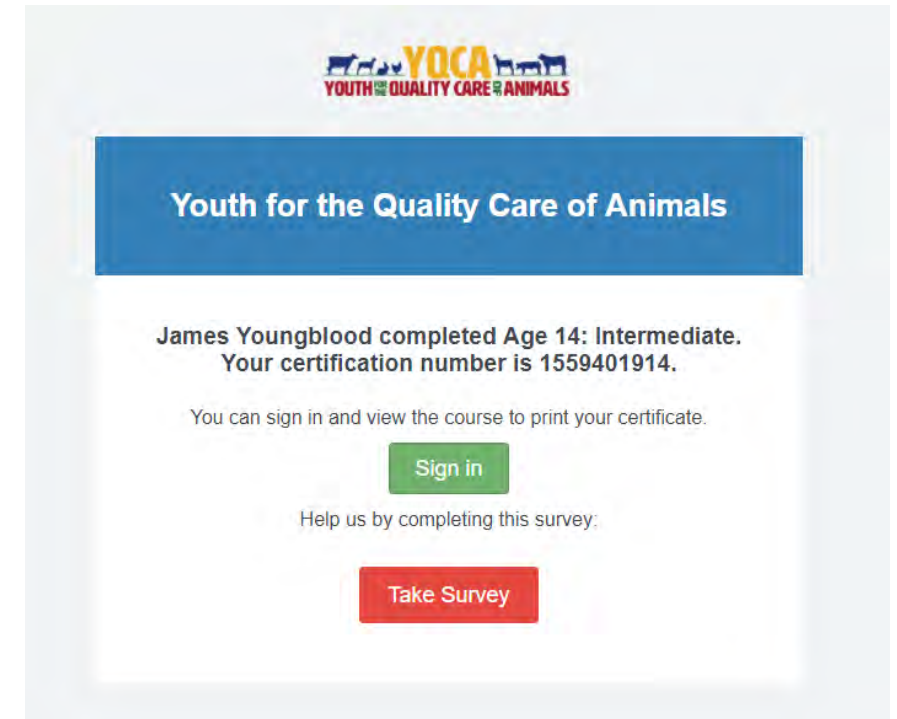 YQCA
YOUTH FOR THE QUALITY CARE OF ANIMALS
Youth for the Quality Care of Animals
James Youngblood completed Age 14: Intermediate.
Your certification number is 1559401914.
You can sign in and view the course to print your certificate.
Sign in
Help us by completing this survey:
Take Survey